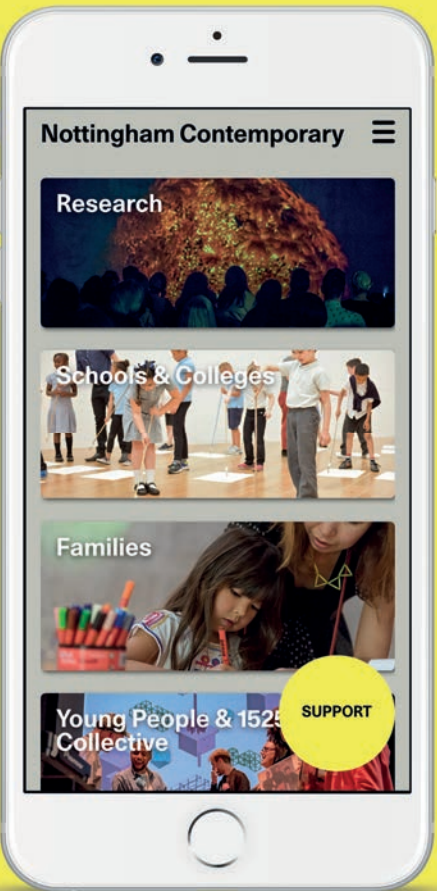 Nottingham Contemporary
Research
Schools & Colleges
Families
Young People & 1525
Collective
SUPPORT